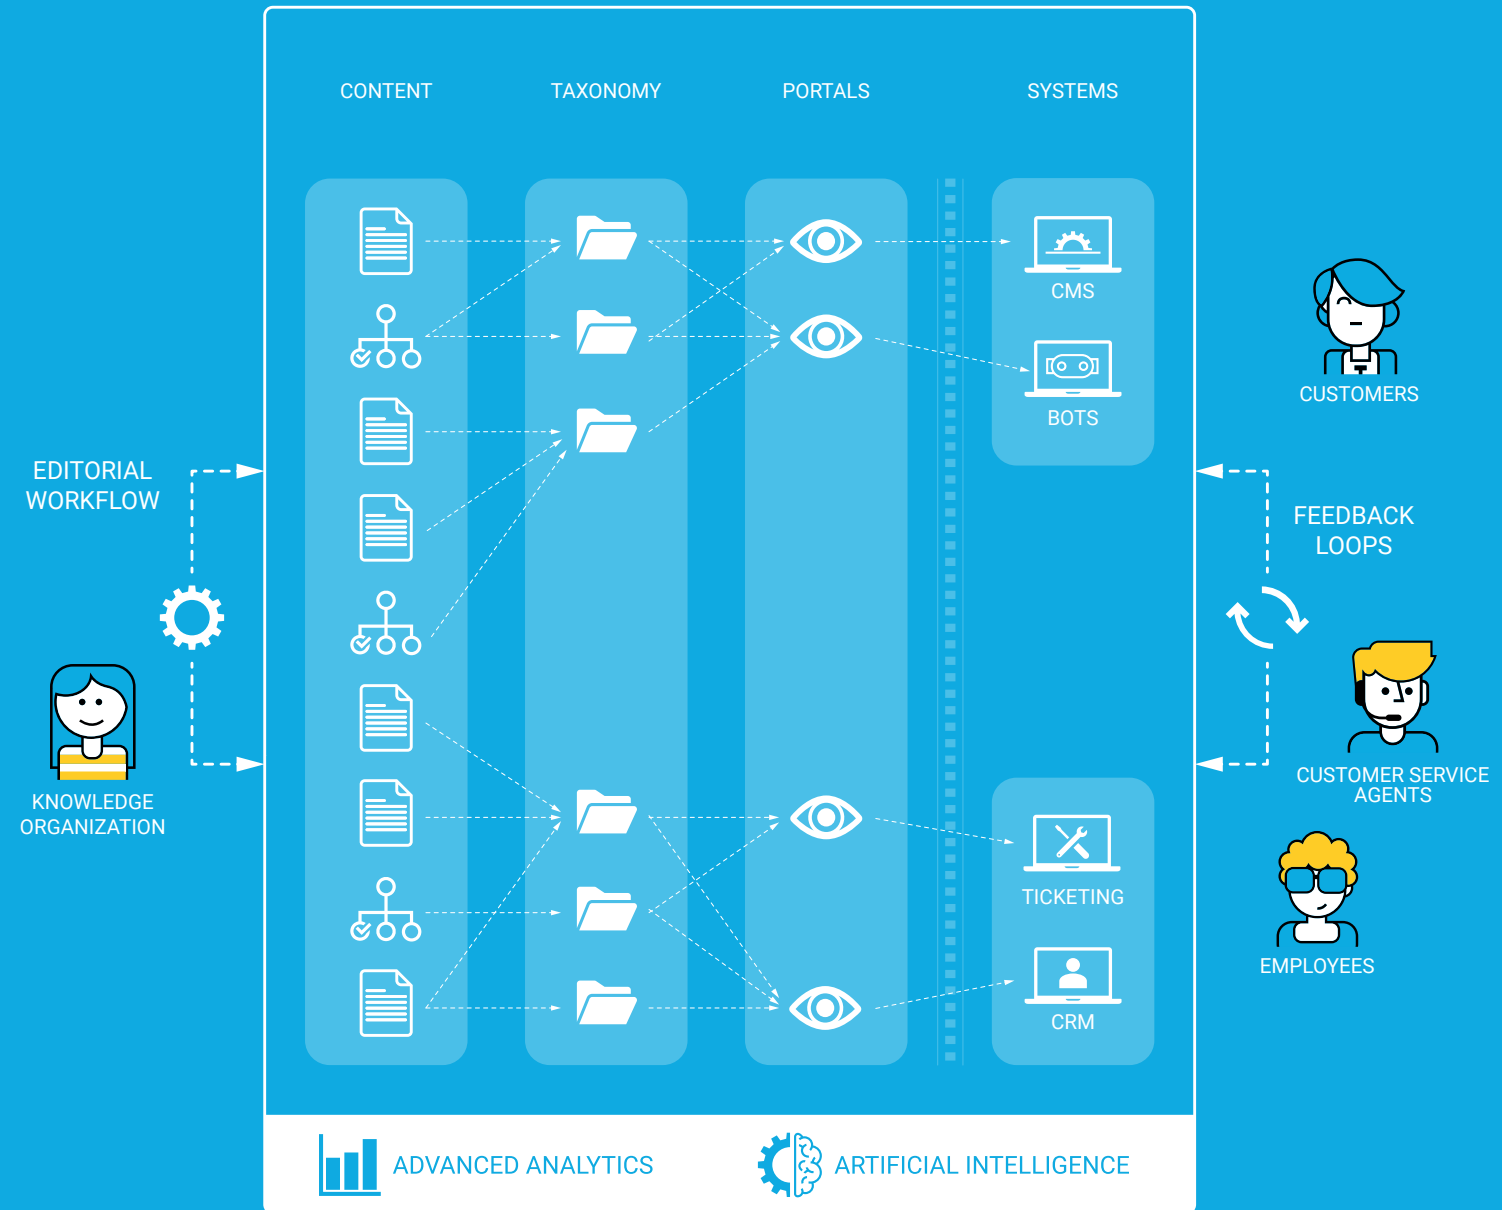 CONTENT
TAXONOMY
PORTALS
SYSTEMS
CMS
BOTS
TICKETING
CRM
EDITORIAL
WORKFLOW
KNOWLEDGE
ORGANIZATION
CUSTOMERS
FEEDBACK
LOOPS
CUSTOMER SERVICE
AGENTS
EMPLOYEES
ADVANCED ANALYTICS
ARTIFICIAL INTELLIGENCE